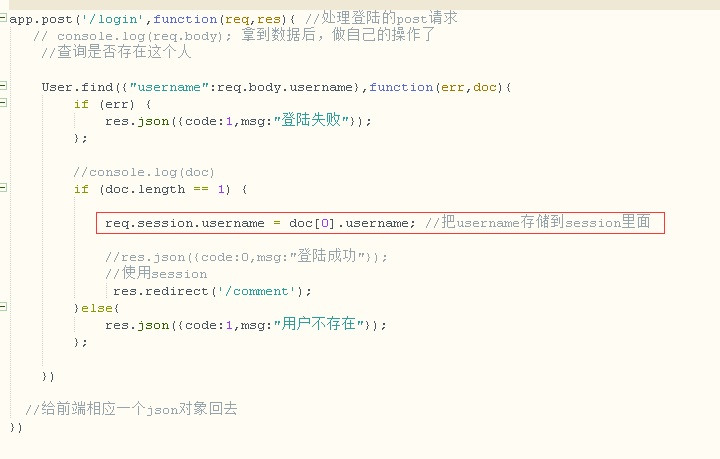 app.post('/login',function(req,res){ //处理登陆的post请求
// console.log(req.body); 拿到数据后，做自己的操作了
//查询是否存在这个人
User.find({"username":req.body.username},function(err,doc){
if (err) {
res.json({code:1,msg:"登陆失败"});
};
//console.log(doc)
if (doc.length == 1) {
req.session.username = doc[0].username; //把username存储到session里面
//res.json({code:0,msg:"登陆成功"});
//使用session
res.redirect('/comment');
}else{
res.json({code:1,msg:"用户不存在"});
};
})
//给前端相应一个json对象回去
})